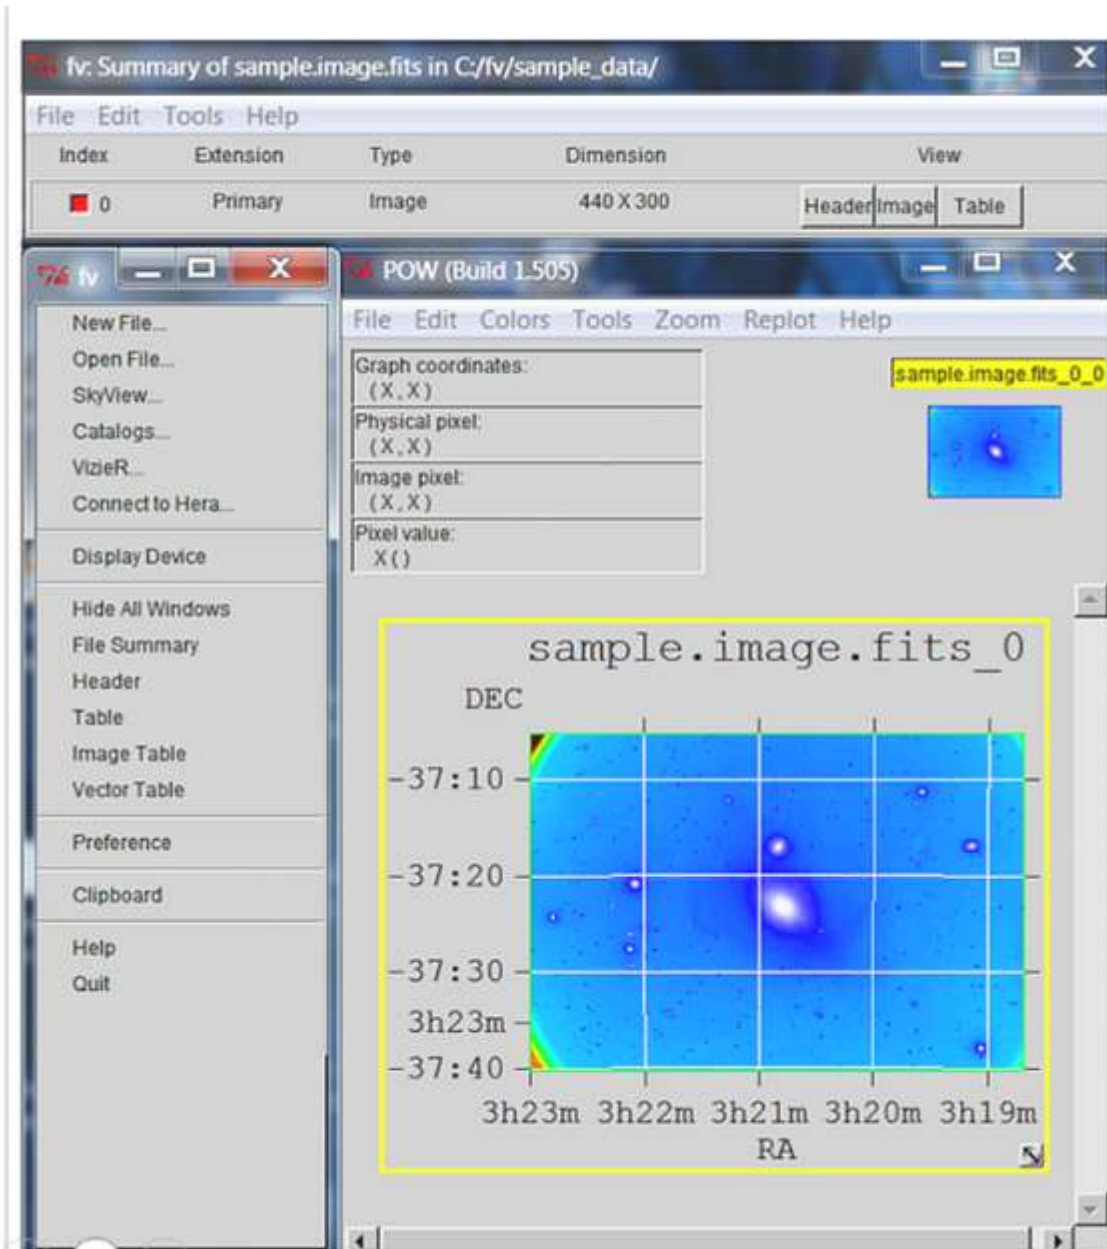 fv: Summary of sample.image.fits in C:/fv/sample_data/
File Edit Tools Help
Index Extension Type Dimension View
0 Primary Image 440 X 300 Header Image Table
fv
New File...
Open File...
SkyView...
Catalogs...
VizieR...
Connect to Hera...
Display Device
Hide All Windows
File Summary
Header
Table
Image Table
Vector Table
Preference
Clipboard
Help
Quit
POW (Build 1.505)
File Edit Colors Tools Zoom Replot Help
Graph coordinates:
(X,X)
Physical pixel:
(X,X)
Image pixel:
(X,X)
Pixel value:
X()
sample.image.fits_0_0
sample.image.fits_0
DEC
-37:10
-37:20
-37:30
3h23m
-37:40
3h23m 3h22m 3h21m 3h20m 3h19m
RA